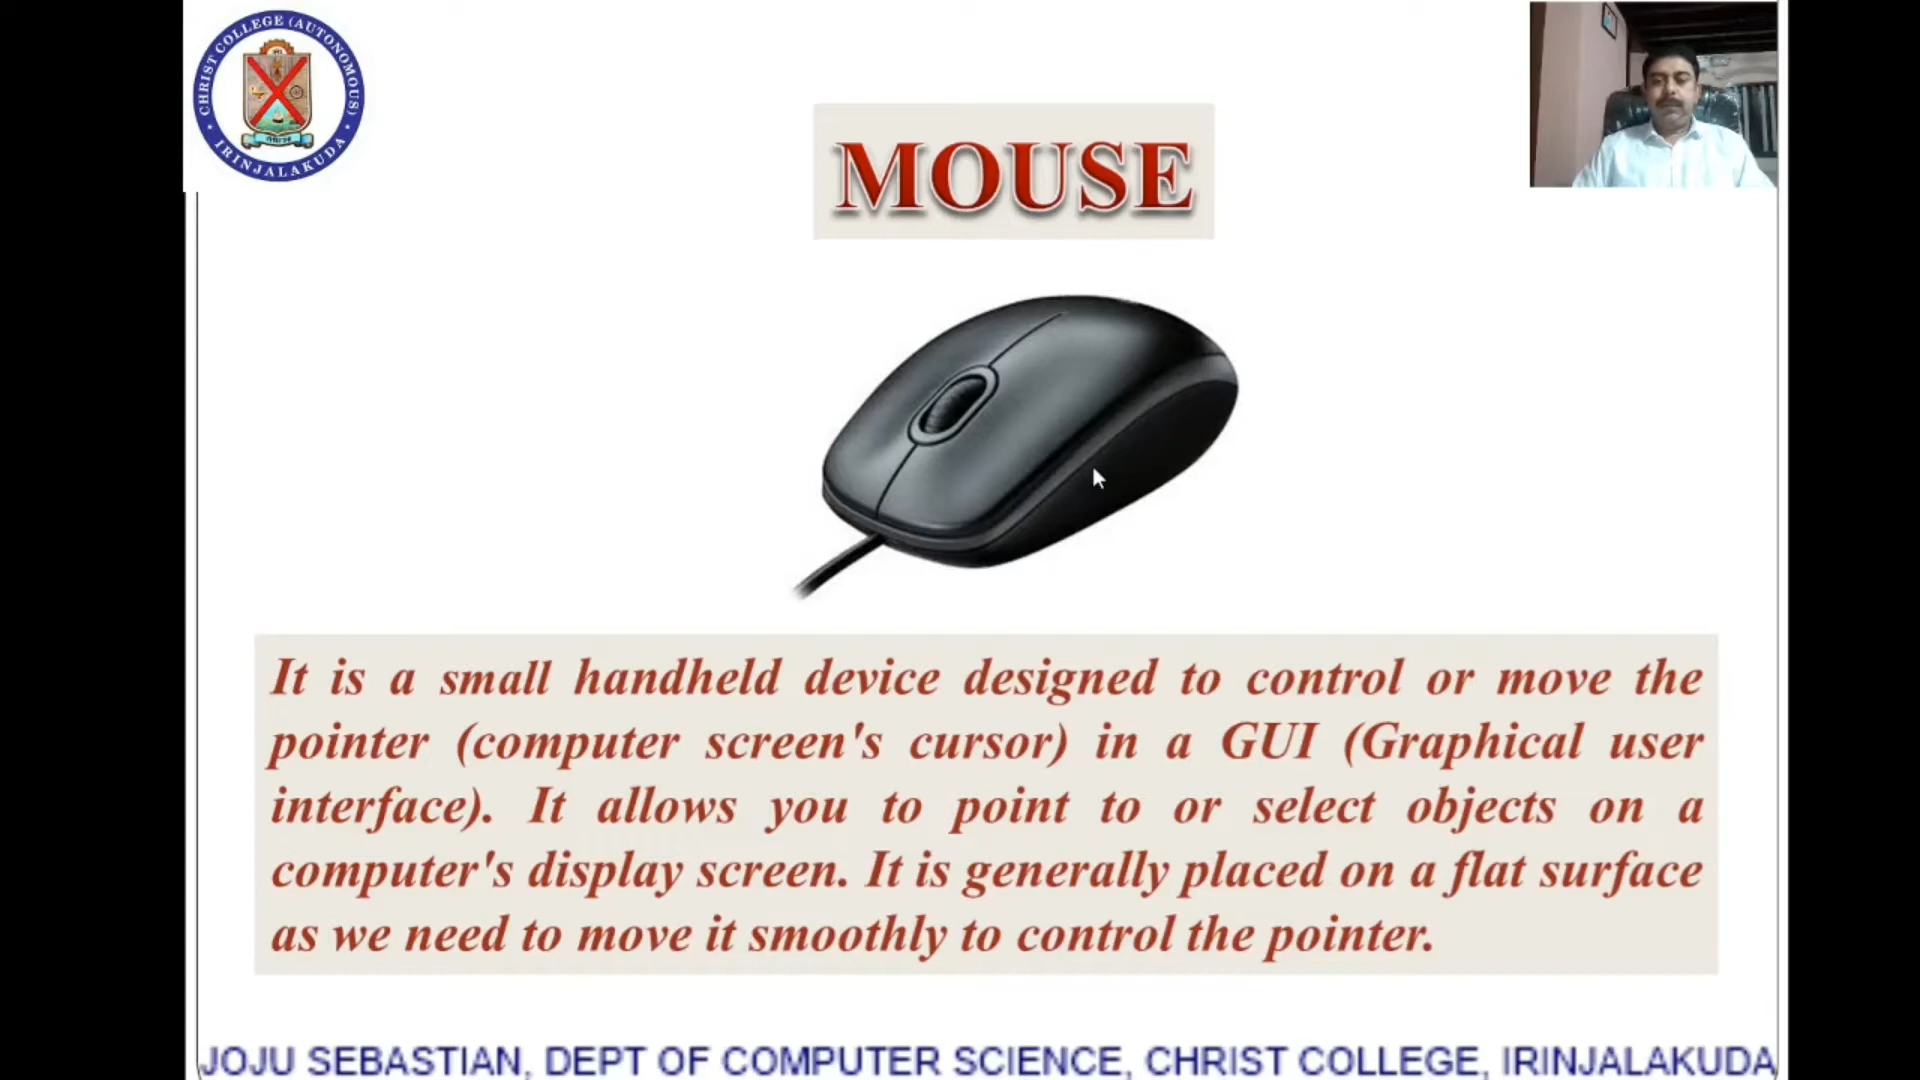 CHRIST COLLEGE (AUTONOMOUS)
IRINJALAKUDA
MOUSE
It is a small handheld device designed to control or move the
pointer (computer screen's cursor) in a GUI (Graphical user
interface). It allows you to point to or select objects on a
computer's display screen. It is generally placed on a flat surface
as we need to move it smoothly to control the pointer.
JOJU SEBASTIAN, DEPT OF COMPUTER SCIENCE, CHRIST COLLEGE, IRINJALAKUDA